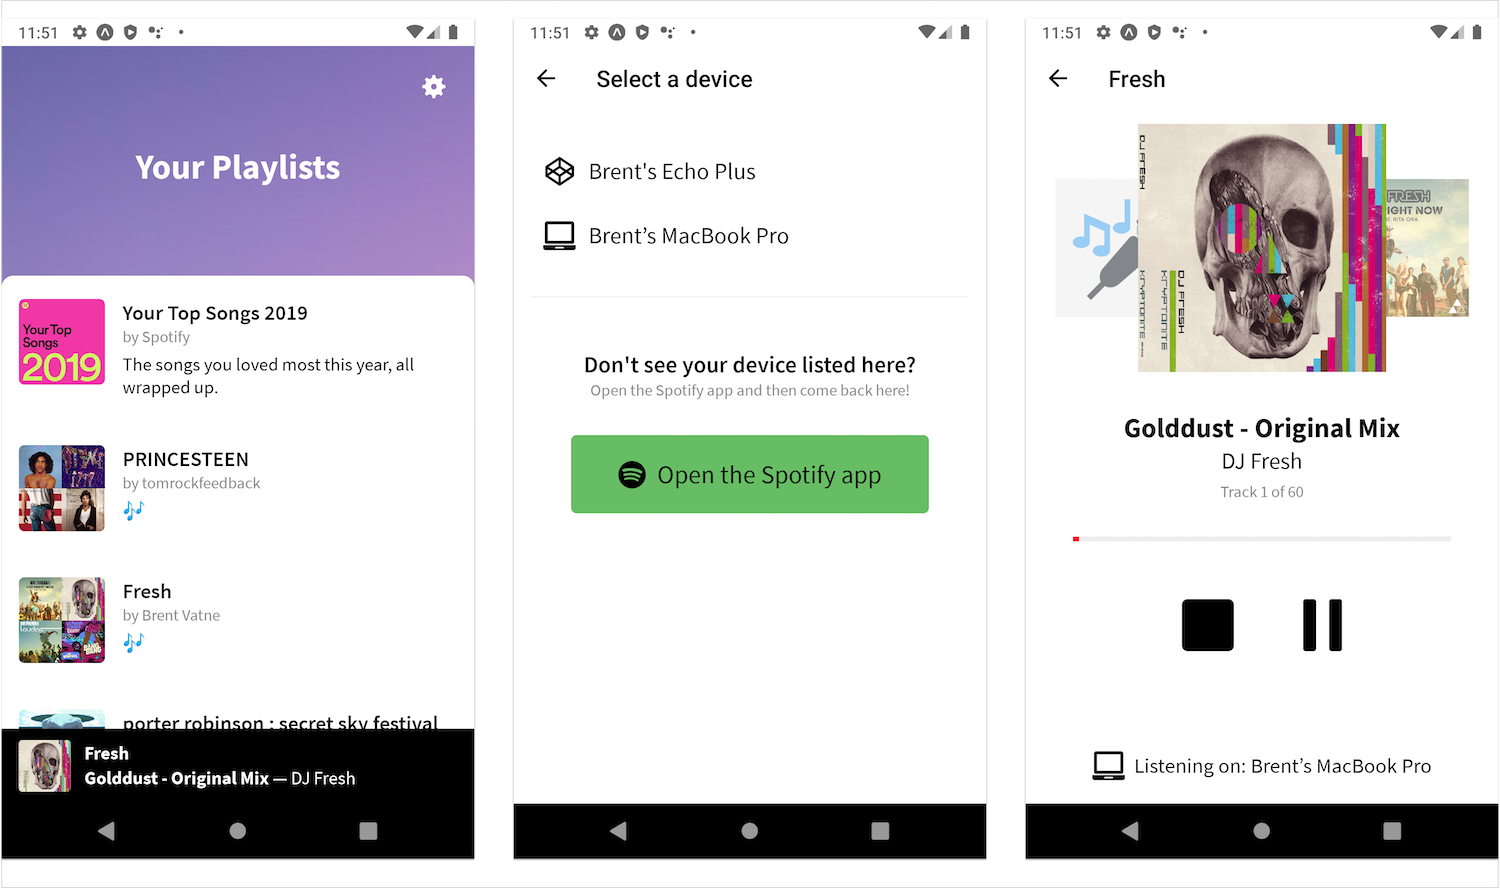 11:51
Your Playlists
Your Top
Songs
2019
Your Top Songs 2019
by Spotify
The songs you loved most this year, all
wrapped up.
PRINCESTEEN
by tomrockfeedback
Fresh
by Brent Vatne
porter robinson : secret sky festival
Fresh
Golddust - Original Mix — DJ Fresh
11:51
Select a device
Brent's Echo Plus
Brent’s MacBook Pro
Don't see your device listed here?
Open the Spotify app and then come back here!
Open the Spotify app
11:51
Fresh
DJ FRESH
KRYPTONITE
DJ FRESH
KRYPTONITE
FRESH
IGHT NOW
RITA ORA
Golddust - Original Mix
DJ Fresh
Track 1 of 60
Listening on: Brent’s MacBook Pro